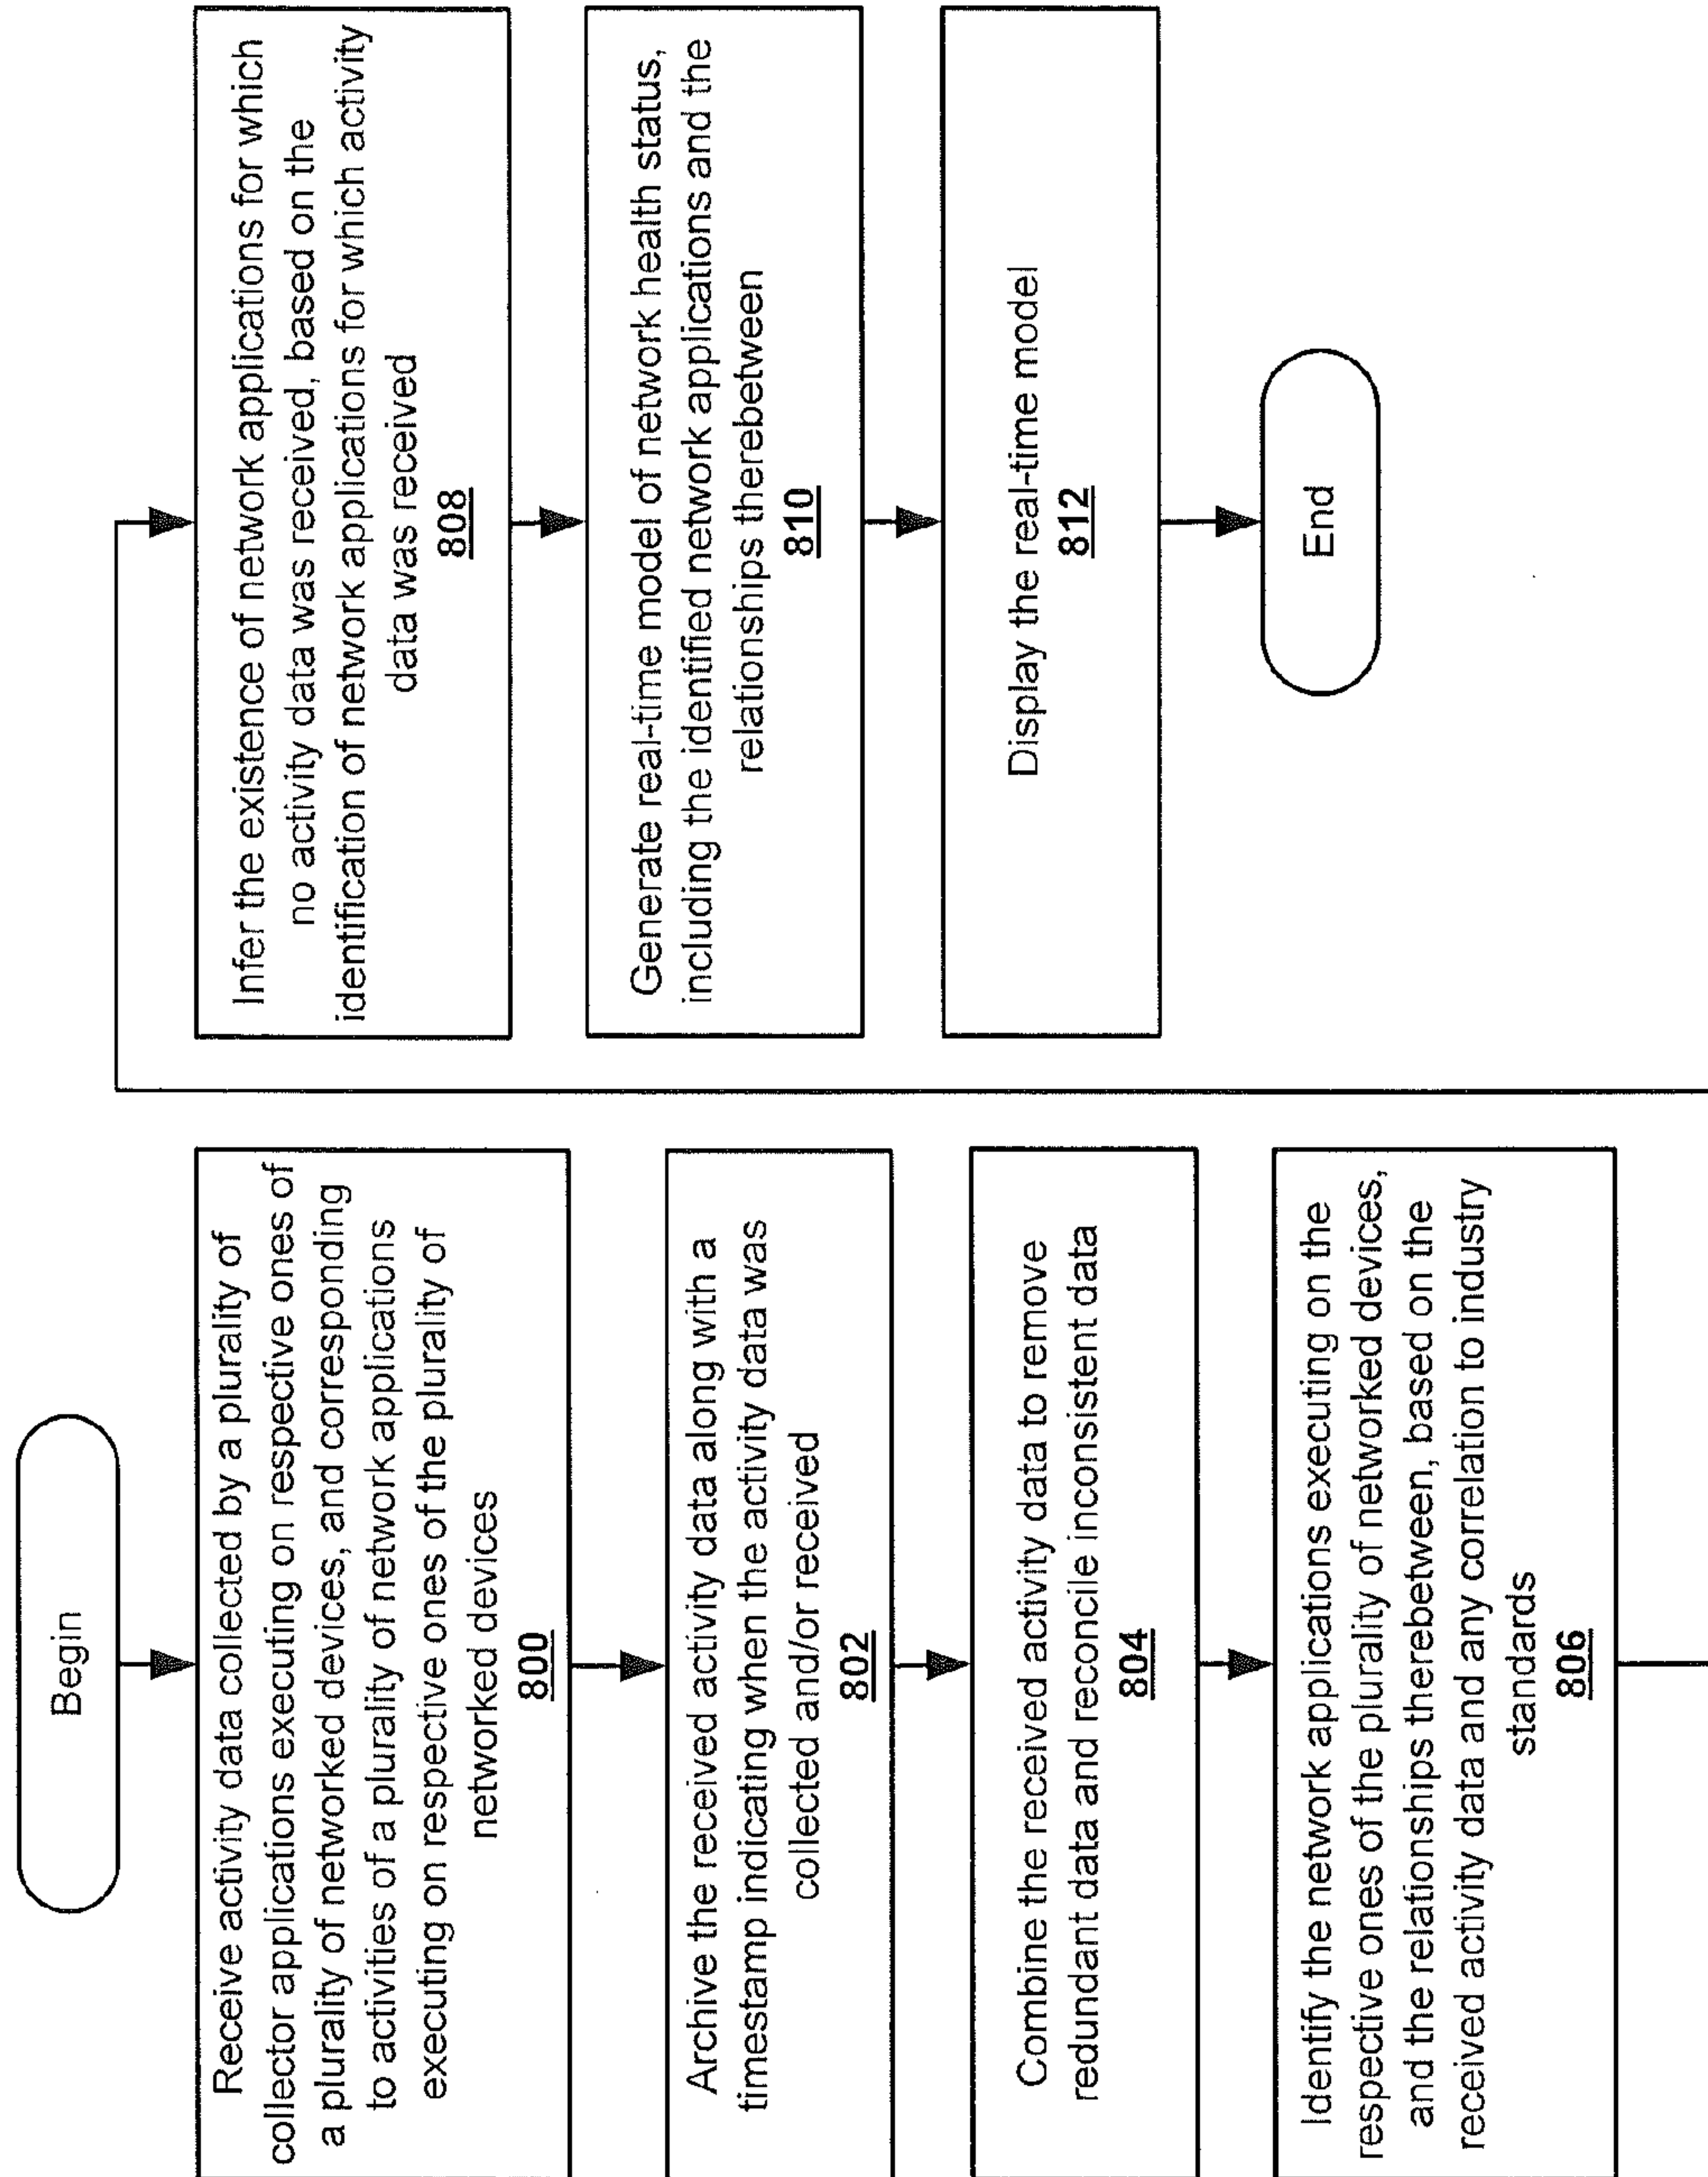 Begin
Receive activity data collected by a plurality of
collector applications executing on respective ones of
a plurality of networked devices, and corresponding
to activities of a plurality of network applications
executing on respective ones of the plurality of
networked devices
800
Archive the received activity data along with a
timestamp indicating when the activity data was
collected and/or received
802
Combine the received activity data to remove
redundant data and reconcile inconsistent data
804
Identify the network applications executing on the
respective ones of the plurality of networked devices,
and the relationships therebetween, based on the
received activity data and any correlation to industry
standards
806
Infer the existence of network applications for which
no activity data was received, based on the
identification of network applications for which activity
data was received
808
Generate real-time model of network health status,
including the identified network applications and the
relationships therebetween
810
Display the real-time model
812
End